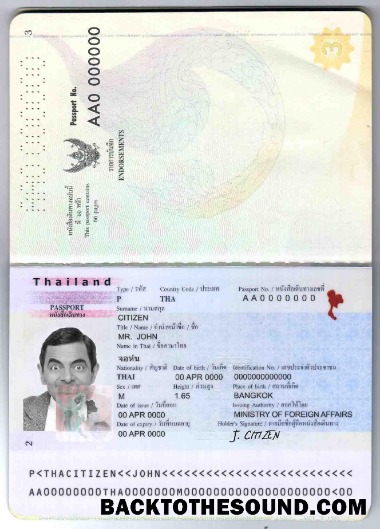 3
Passport No.
AA0 000000
หนังสือเดินทางเล่มนี้
มี ๖๖ หน้า
This passport contains
66 pages
รายการบันทึก
ENDORSEMENTS
3
Thailand
PASSPORT
หนังสือเดินทาง
Type / รหัส Country Code / ประเทศ Passport No. / หนังสือเดินทางเลขที่
P THA AA0000000
Surname / นามสกุล
CITIZEN
Title / Name / คำนำหน้าชื่อ / ชื่อ
MR. JOHN
Name in Thai / ชื่อภาษาไทย
จอห์น
Nationality / สัญชาติ Date of birth / วันเกิด Identification No. / เลขประจำตัวประชาชน
THAI 00 APR 0000 0000000000000
Sex / เพศ Height / ส่วนสูง Place of birth / สถานที่เกิด
M 1.65 BANGKOK
Date of issue / วันที่ออก Issuing Authority / ออกให้โดย
00 APR 0000 MINISTRY OF FOREIGN AFFAIRS
Date of expiry / วันที่หมดอายุ Holder's Signature / ลายมือชื่อผู้ถือหนังสือเดินทาง
00 APR 0000 J. CITIZEN
2
P<THACITIZEN<<JOHN<<<<<<<<<<<<<<<<<<<<<<<<<<
BACKTOTHESOUND.COM